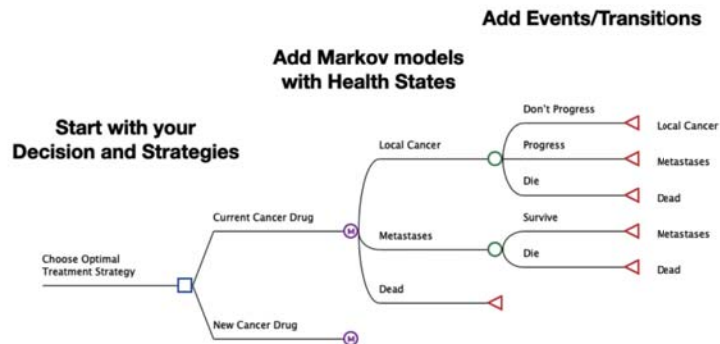 Add Events/Transitions
Add Markov models
with Health States
Start with your
Decision and Strategies
Don't Progress
Local Cancer
Local Cancer
Progress
Metastases
Die
Dead
Current Cancer Drug
M
Metastases
Survive
Metastases
Die
Dead
Choose Optimal
Treatment Strategy
Dead
New Cancer Drug
M